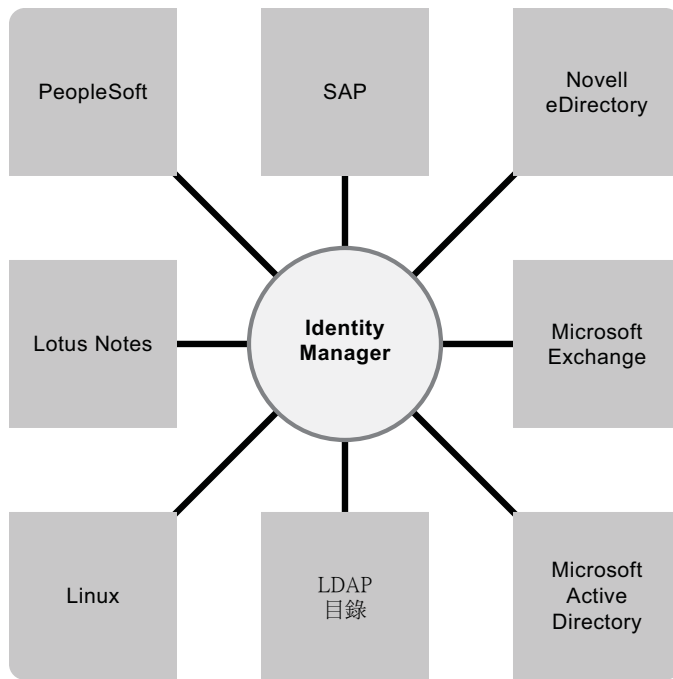 PeopleSoft
SAP
Novell
eDirectory
Lotus Notes
Identity
Manager
Microsoft
Exchange
Linux
LDAP
目錄
Microsoft
Active
Directory